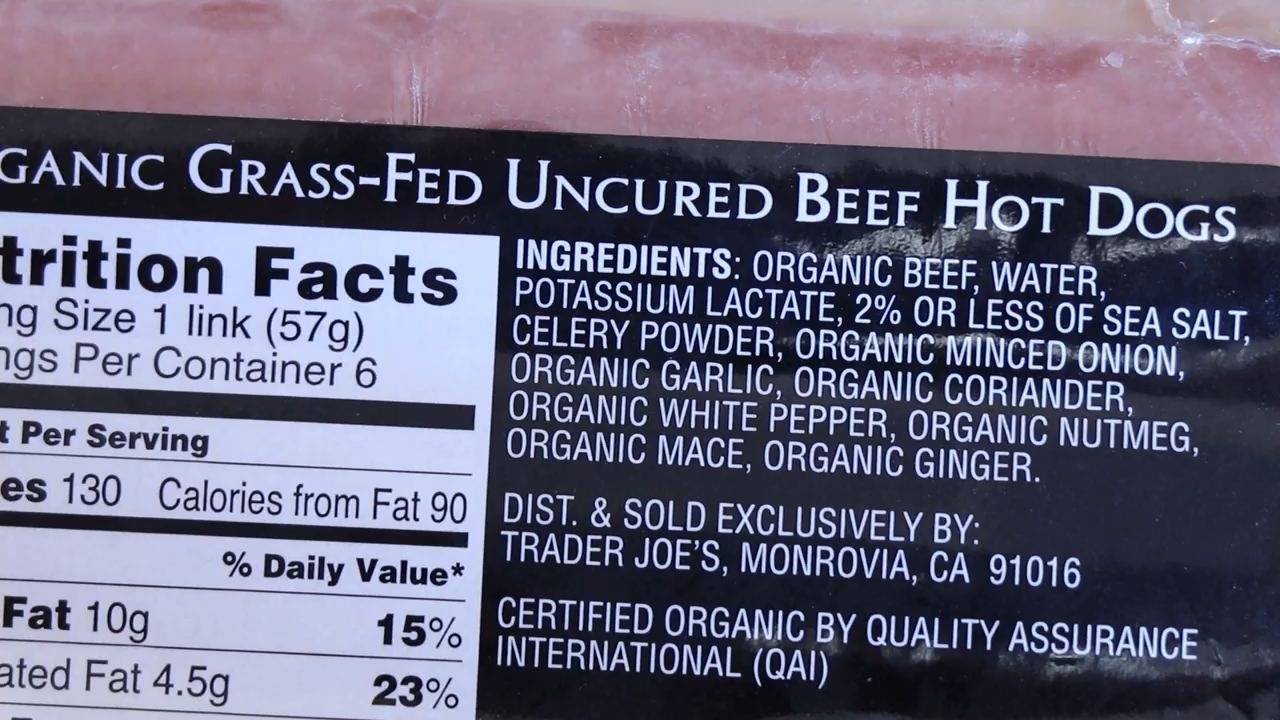 GANIC GRASS-FED UNCURED BEEF HOT DOGS
trition Facts
ng Size 1 link (57g)
ngs Per Container 6
t Per Serving
es 130 Calories from Fat 90
% Daily Value*
Fat 10g 15%
ated Fat 4.5g 23%
INGREDIENTS: ORGANIC BEEF, WATER,
POTASSIUM LACTATE, 2% OR LESS OF SEA SALT,
CELERY POWDER, ORGANIC MINCED ONION,
ORGANIC GARLIC, ORGANIC CORIANDER,
ORGANIC WHITE PEPPER, ORGANIC NUTMEG,
ORGANIC MACE, ORGANIC GINGER.
DIST. & SOLD EXCLUSIVELY BY:
TRADER JOE'S, MONROVIA, CA 91016
CERTIFIED ORGANIC BY QUALITY ASSURANCE
INTERNATIONAL (QAI)